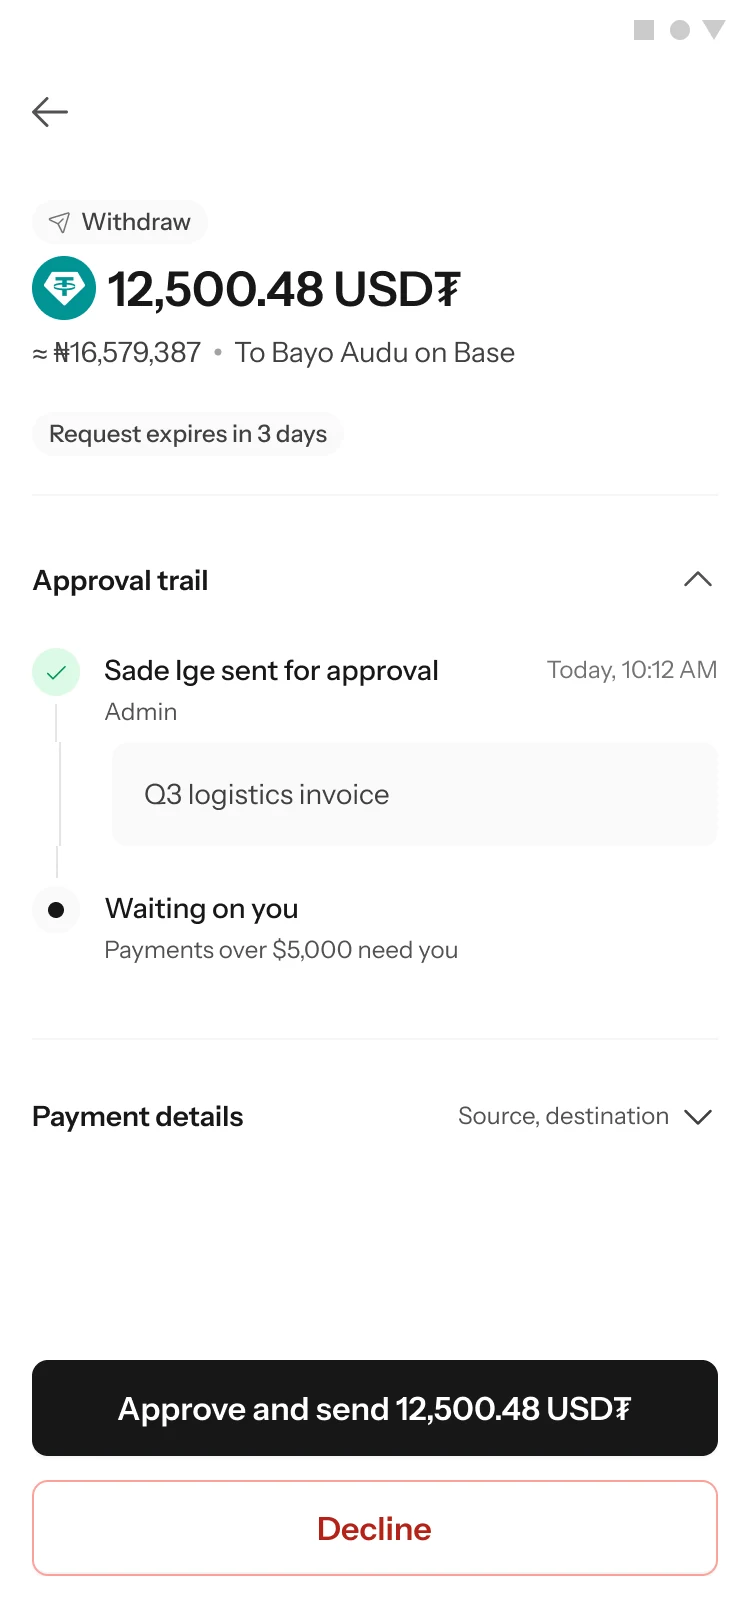 Withdraw
12,500.48 USD₮
≈ ₦16,579,387 • To Bayo Audu on Base
Request expires in 3 days
Approval trail
Sade Ige sent for approval Today, 10:12 AM
Admin
Q3 logistics invoice
Waiting on you
Payments over $5,000 need you
Payment details Source, destination
Approve and send 12,500.48 USD₮
Decline